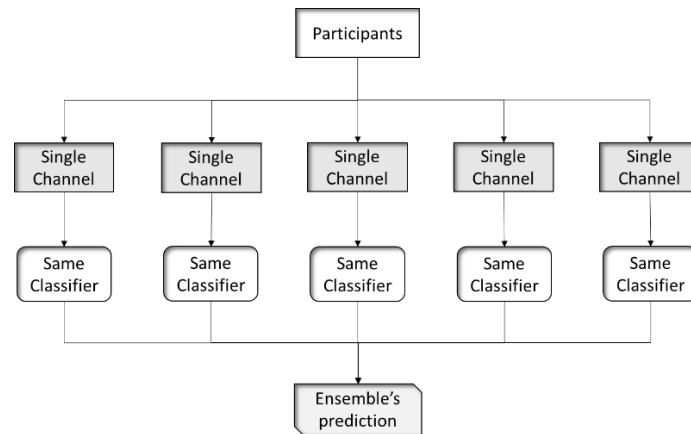 Participants
Single
Channel
Single
Channel
Single
Channel
Single
Channel
Single
Channel
Same
Classifier
Same
Classifier
Same
Classifier
Same
Classifier
Same
Classifier
Ensemble's
prediction